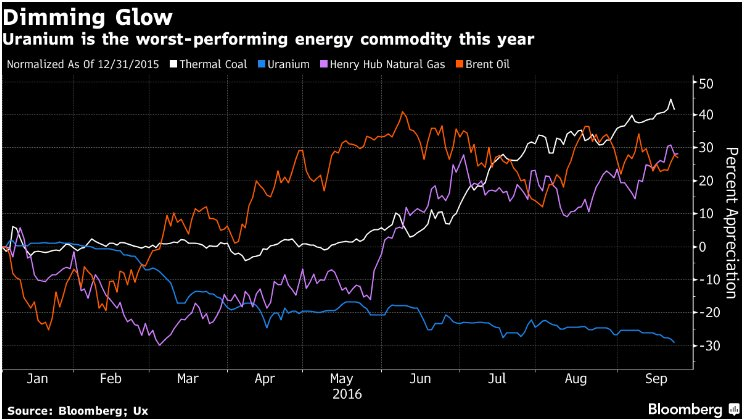 Dimming Glow
Uranium is the worst-performing energy commodity this year
Normalized As Of 12/31/2015 Thermal Coal Uranium Henry Hub Natural Gas Brent Oil
50
40
30
20
10
0
-10
-20
-30
Percent Appreciation
Jan Feb Mar Apr May Jun Jul Aug Sep
2016
Source: Bloomberg; Ux
Bloomberg